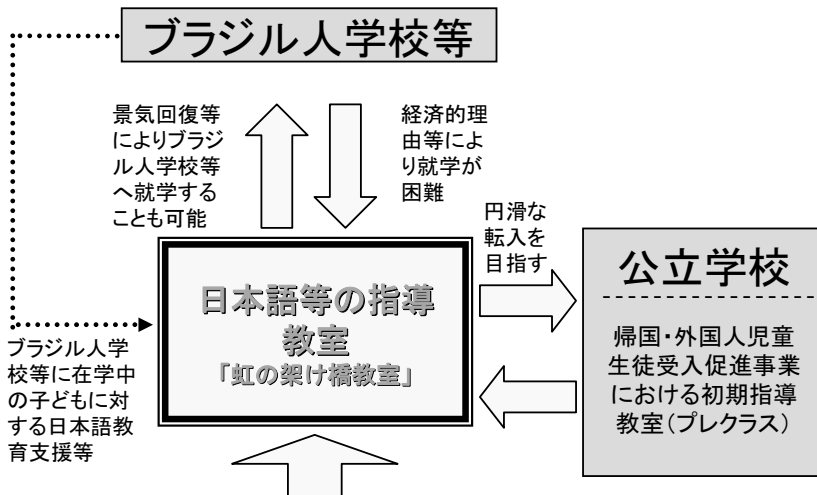 ブラジル人学校等
景気回復等
によりブラジ
ル人学校等
へ就学する
ことも可能
経済的理
由等によ
り就学が
困難
円滑な
転入を
目指す
日本語等の指導
教室
「虹の架け橋教室」
公立学校
帰国・外国人児童
生徒受入促進事業
における初期指導
教室(プレクラス)
ブラジル人学
校等に在学中
の子どもに対
する日本語教
育支援等